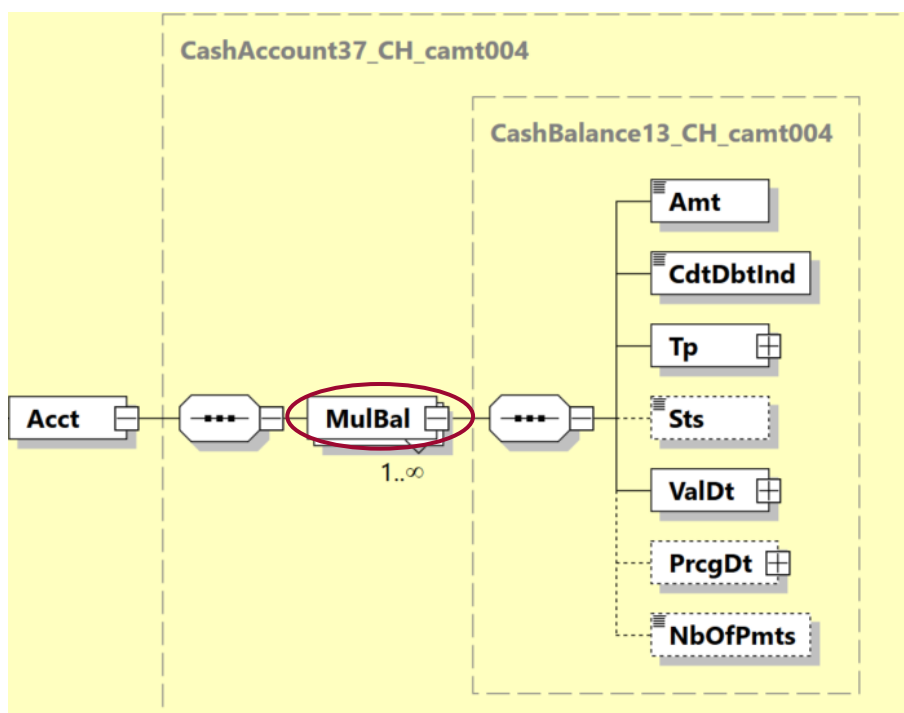 CashAccount37_CH_camt004
CashBalance13_CH_camt004
Amt
CdtDbtInd
Tp
Acct
MulBal
Sts
1..∞
ValDt
PrcgDt
NbOfPmts